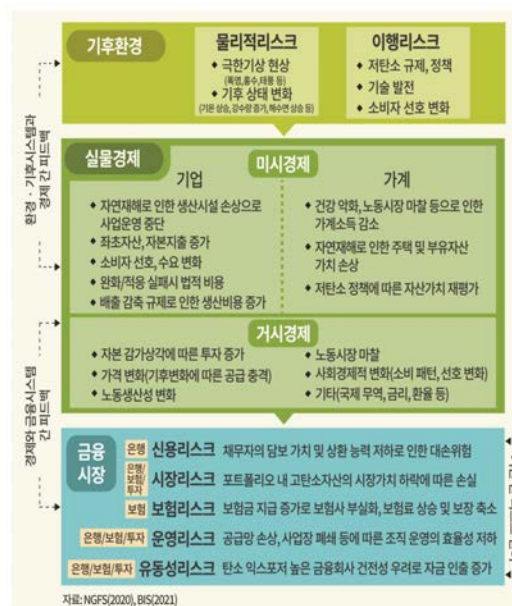 기후환경
물리적리스크
◆ 극한기상 현상
(폭염,홍수,태풍 등)
◆ 기후 상태 변화
(기온 상승, 강수량 증가, 해수면 상승 등)
이행리스크
◆ 저탄소 규제, 정책
◆ 기술 발전
◆ 소비자 선호 변화
환경·기후시스템과
경제 간 피드백
실물경제
미시경제
기업
◆ 자연재해로 인한 생산시설 손상으로
사업운영 중단
◆ 좌초자산, 자본지출 증가
◆ 소비자 선호, 수요 변화
◆ 완화/적응 실패시 법적 비용
◆ 배출 감축 규제로 인한 생산비용 증가
가계
◆ 건강 악화, 노동시장 마찰 등으로 인한
가계소득 감소
◆ 자연재해로 인한 주택 및 부유자산
가치 손상
◆ 저탄소 정책에 따른 자산가치 재평가
거시경제
◆ 자본 감가상각에 따른 투자 증가
◆ 가격 변화(기후변화에 따른 공급 충격)
◆ 노동생산성 변화
◆ 노동시장 마찰
◆ 사회경제적 변화(소비 패턴, 선호 변화)
◆ 기타(국제 무역, 금리, 환율 등)
경제와 금융시스템
간 피드백
금융
시장
은행 신용리스크 채무자의 담보 가치 및 상환 능력 저하로 인한 대손위험
은행/
보험/
투자 시장리스크 포트폴리오 내 고탄소자산의 시장가치 하락에 따른 손실
보험 보험리스크 보험금 지급 증가로 보험사 부실화, 보험료 상승 및 보장 축소
은행/보험/투자 운영리스크 공급망 손상, 사업장 폐쇄 등에 따른 조직 운영의 효율성 저하
은행/보험/투자 유동성리스크 탄소 익스포저 높은 금융회사 건전성 우려로 자금 인출 증가
자료: NGFS(2020), BIS(2021)